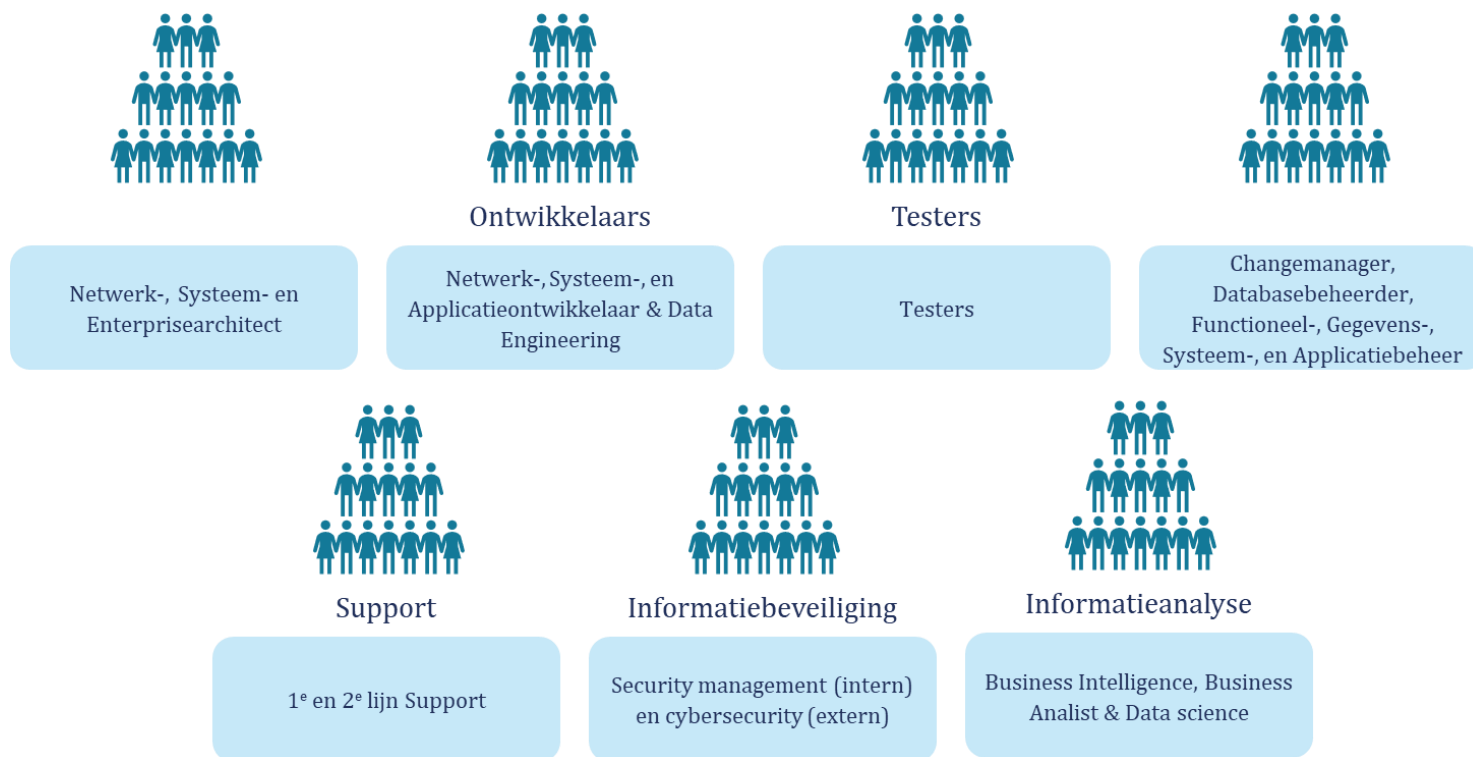 Ontwikkelaars
Testers
Netwerk-, Systeem- en
Enterprisearchitect
Netwerk-, Systeem-, en
Applicatieontwikkelaar & Data
Engineering
Testers
Changemanager,
Databasebeheerder,
Functioneel-, Gegevens-,
Systeem-, en Applicatiebeheer
Support
Informatiebeveiliging
Informatieanalyse
1e en 2e lijn Support
Security management (intern)
en cybersecurity (extern)
Business Intelligence, Business
Analist & Data science